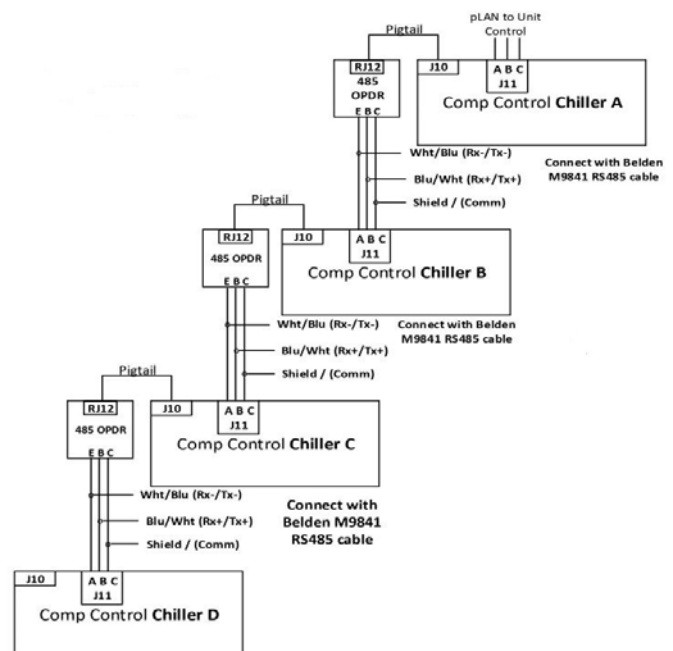 pLAN to Unit
Control
Pigtail
RJ12
485
OPDR
E B C
J10
A B C
J11
Comp Control Chiller A
Wht/Blu (Rx-/Tx-)
Blu/Wht (Rx+/Tx+)
Shield / (Comm)
Connect with Belden
M9841 RS485 cable
Pigtail
RJ12
485 OPDR
E B C
J10
A B C
J11
Comp Control Chiller B
Wht/Blu (Rx-/Tx-)
Blu/Wht (Rx+/Tx+)
Shield / (Comm)
Connect with Belden
M9841 RS485 cable
Pigtail
RJ12
485 OPDR
E B C
J10
A B C
J11
Comp Control Chiller C
Wht/Blu (Rx-/Tx-)
Blu/Wht (Rx+/Tx+)
Shield / (Comm)
Connect with
Belden M9841
RS485 cable
J10
A B C
J11
Comp Control Chiller D